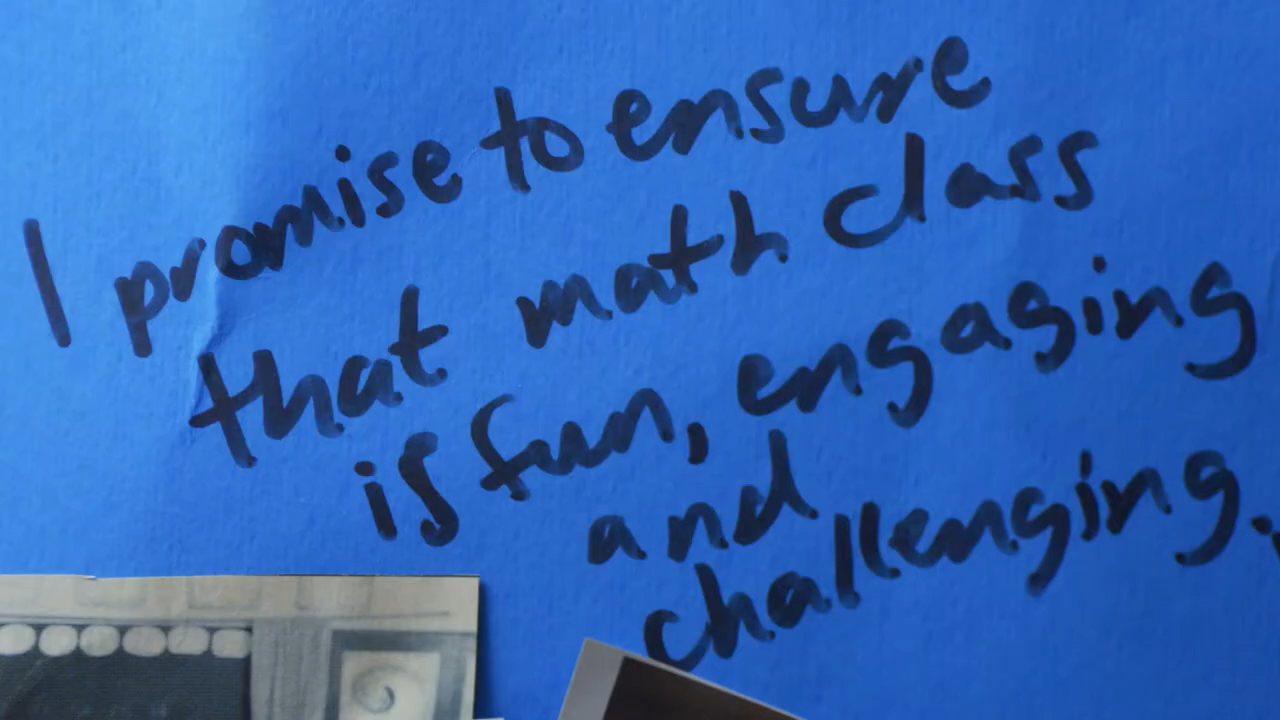 I promise to ensure
that math class
is fun, engaging
and
challenging.